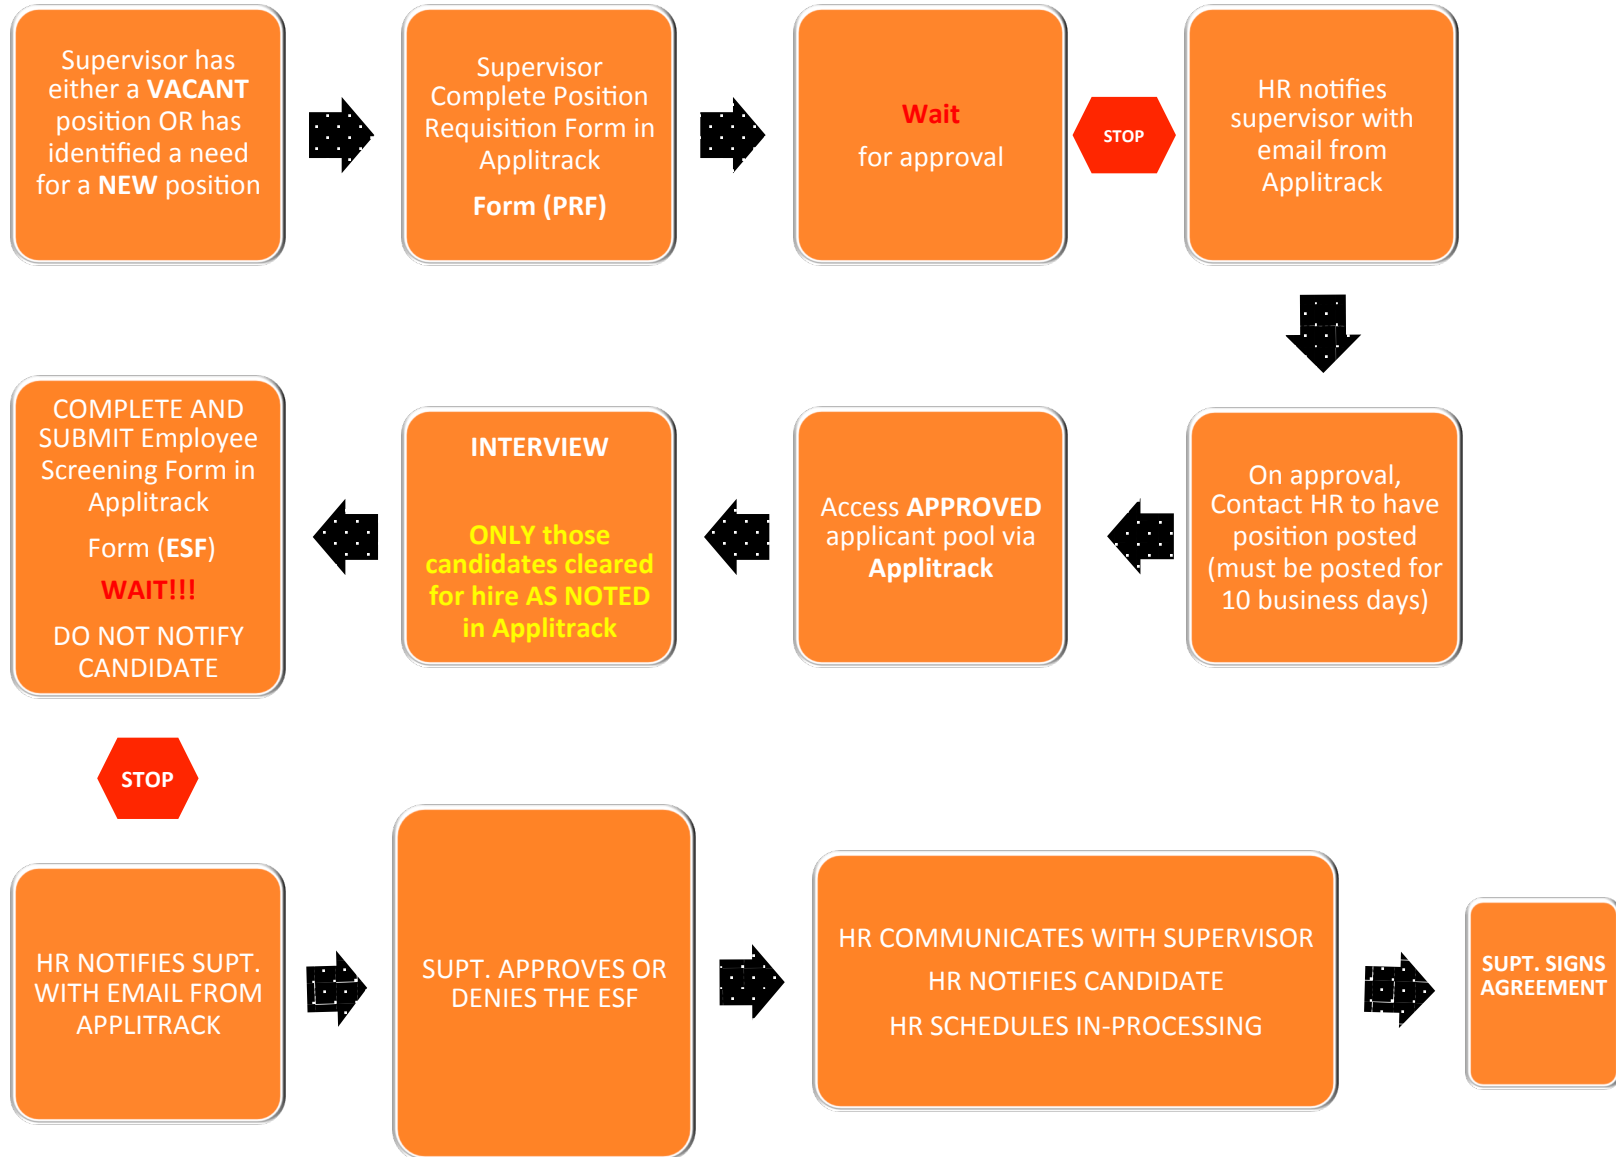 Supervisor has
either a VACANT
position OR has
identified a need
for a NEW position
Supervisor
Complete Position
Requisition Form in
Applitrack
Form (PRF)
Wait
for approval
STOP
HR notifies
supervisor with
email from
Applitrack
On approval,
Contact HR to have
position posted
(must be posted for
10 business days)
Access APPROVED
applicant pool via
Applitrack
INTERVIEW
ONLY those
candidates cleared
for hire AS NOTED
in Applitrack
COMPLETE AND
SUBMIT Employee
Screening Form in
Applitrack
Form (ESF)
WAIT!!!
DO NOT NOTIFY
CANDIDATE
STOP
HR NOTIFIES SUPT.
WITH EMAIL FROM
APPLITRACK
SUPT. APPROVES OR
DENIES THE ESF
HR COMMUNICATES WITH SUPERVISOR
HR NOTIFIES CANDIDATE
HR SCHEDULES IN-PROCESSING
SUPT. SIGNS
AGREEMENT